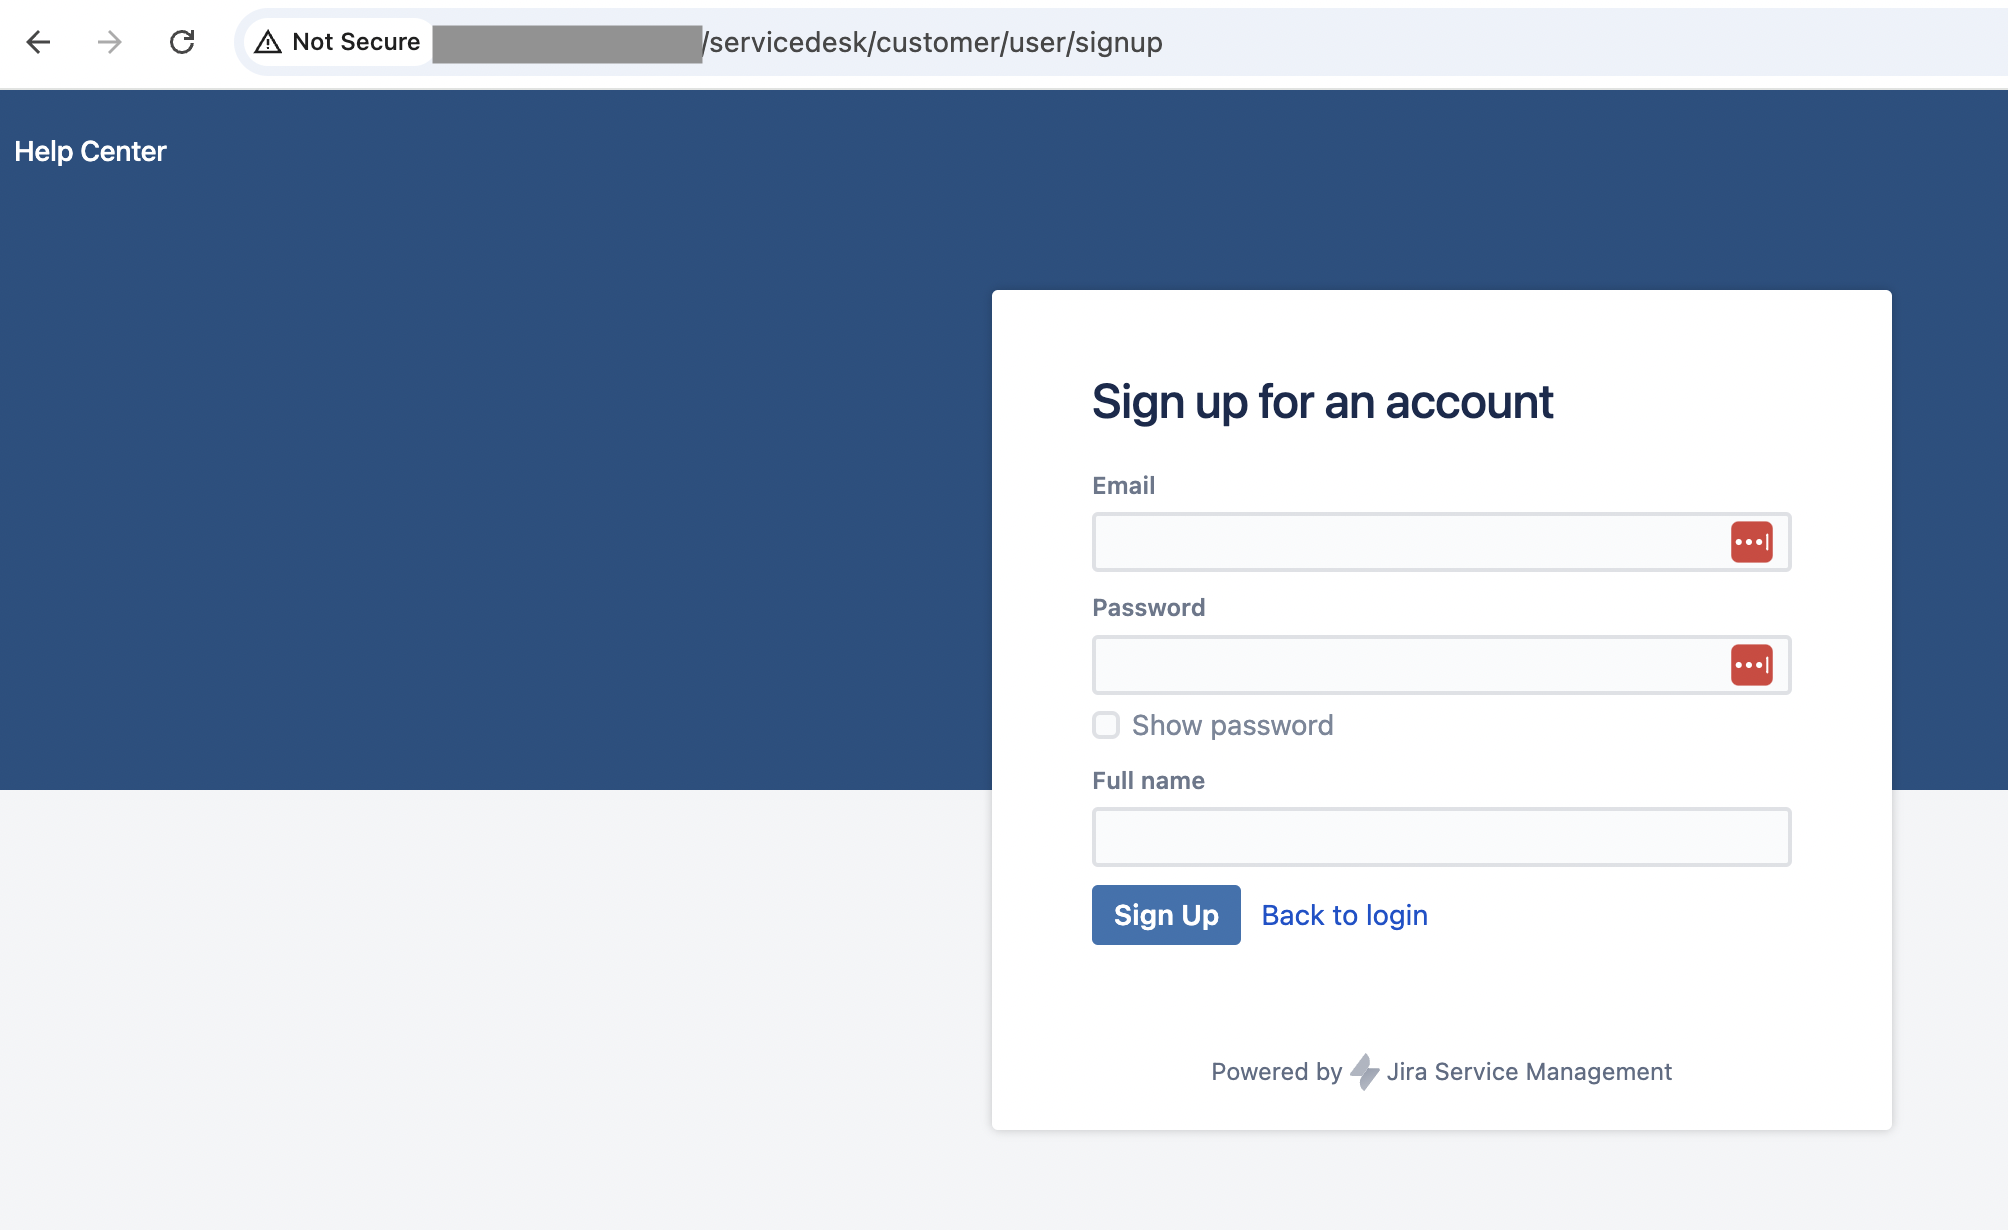 Not Secure /servicedesk/customer/user/signup
Help Center
Sign up for an account
Email
Password
Show password
Full name
Sign Up Back to login
Powered by Jira Service Management